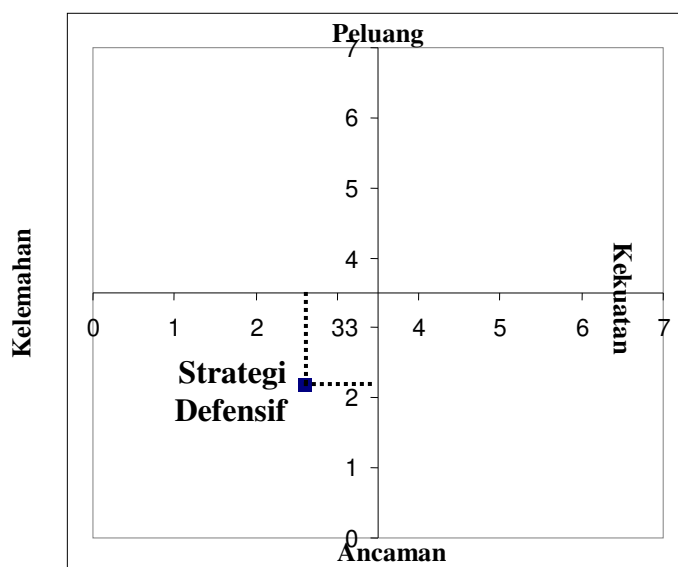 Peluang
7
6
5
4
Kelemahan
Kekuatan
0 1 2 33 4 5 6 7
Strategi
Defensif
2
1
0
Ancaman